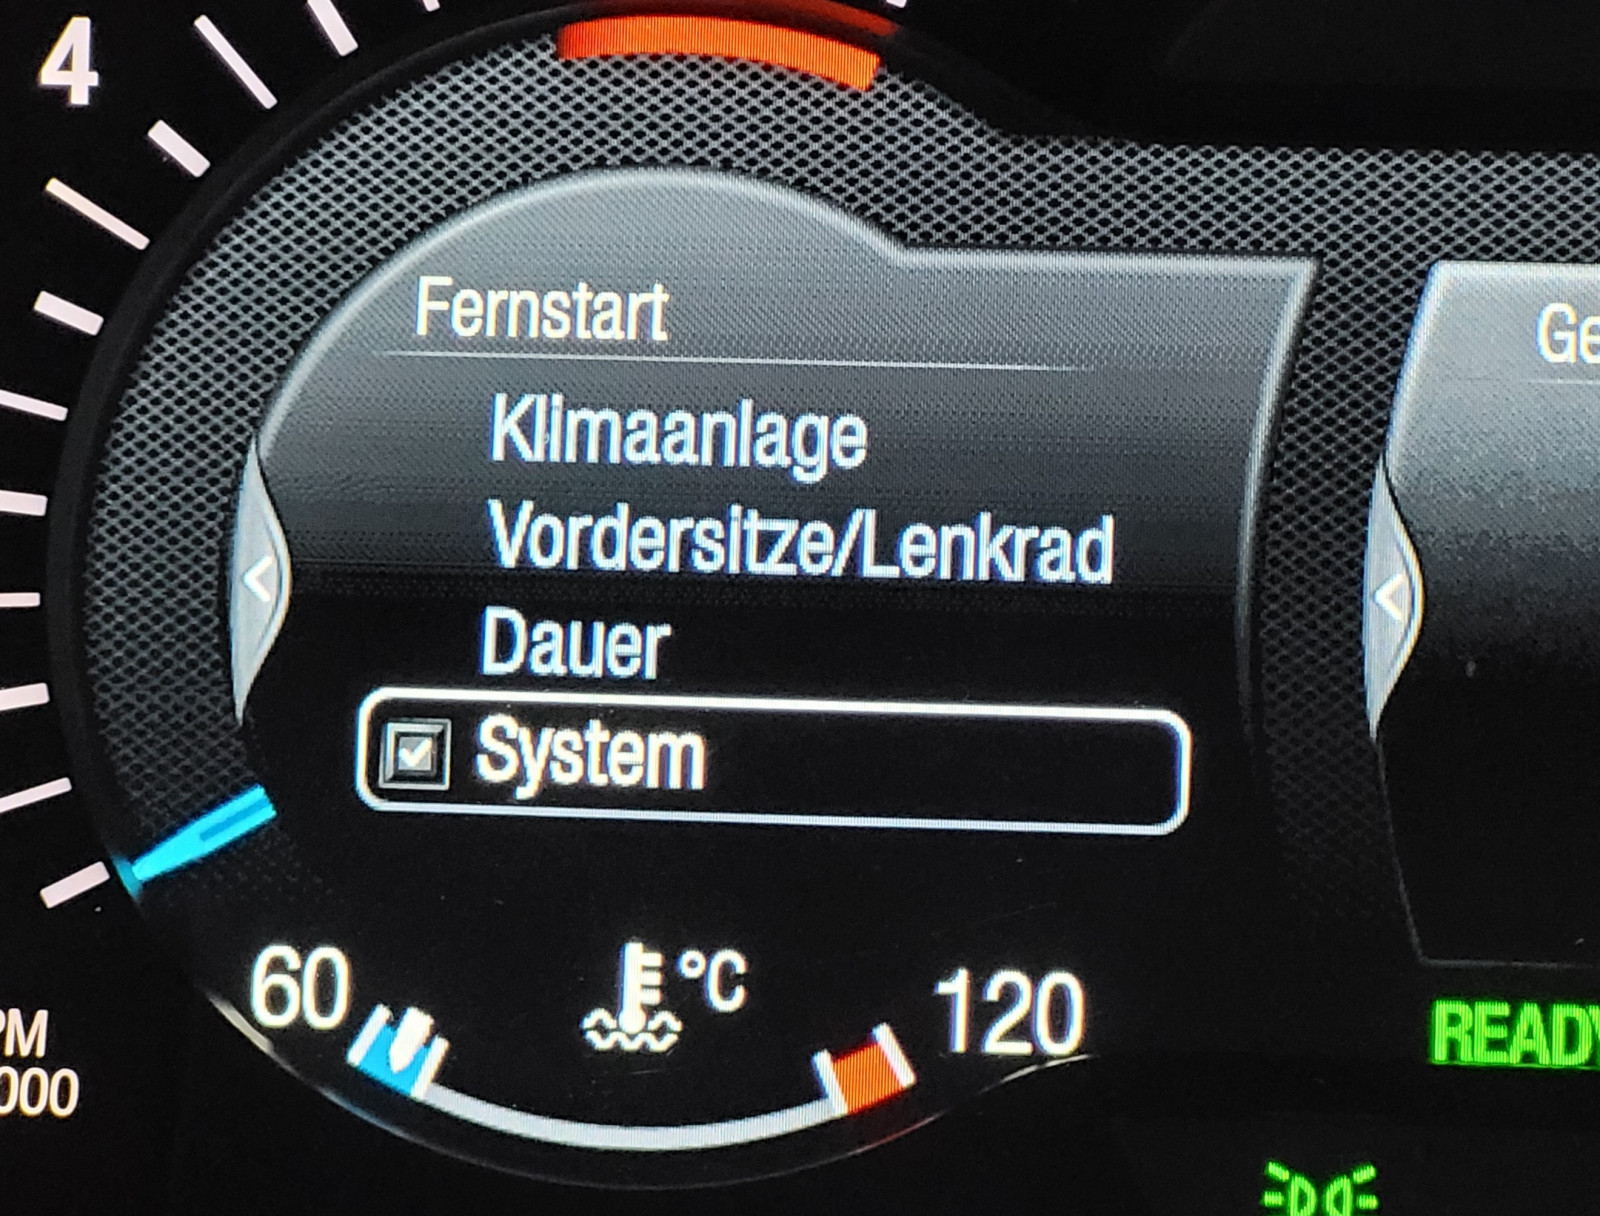 4
Fernstart
Klimaanlage
Vordersitze/Lenkrad
Dauer
System
60
°C
120
READY